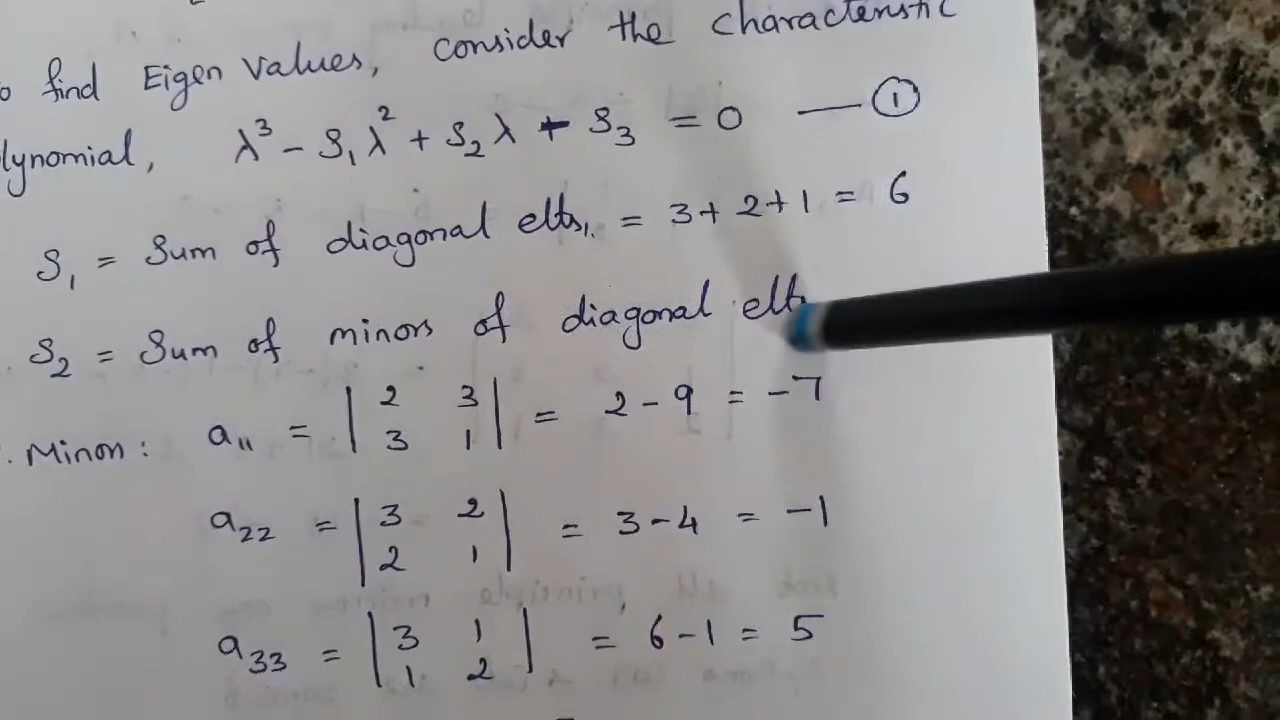 o find Eigen values, consider the characteristic
lynomial, λ³ - S₁λ² + S₂λ - S₃ = 0 — ①
S₁ = Sum of diagonal elts. = 3+2+1 = 6
S₂ = Sum of minors of diagonal elts
. Minor: a₁₁ = | 2 3 | = 2-9 = -7
3 1
a₂₂ = | 3 2 | = 3-4 = -1
2 1
a₃₃ = | 3 1 | = 6-1 = 5
1 2